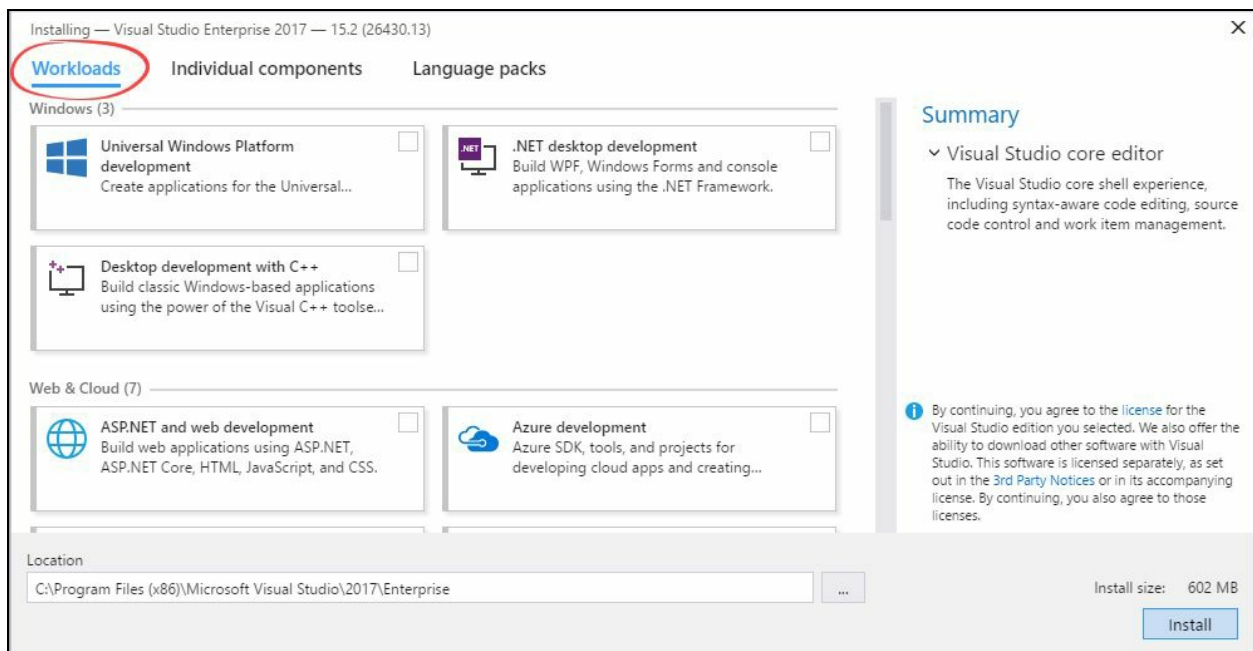 Installing — Visual Studio Enterprise 2017 — 15.2 (26430.13)
Workloads Individual components Language packs
Windows (3)
Universal Windows Platform
development
Create applications for the Universal...
.NET
.NET desktop development
Build WPF, Windows Forms and console
applications using the .NET Framework.
Desktop development with C++
Build classic Windows-based applications
using the power of the Visual C++ toolse...
Web & Cloud (7)
ASP.NET and web development
Build web applications using ASP.NET,
ASP.NET Core, HTML, JavaScript, and CSS.
Azure development
Azure SDK, tools, and projects for
developing cloud apps and creating...
Summary
Visual Studio core editor
The Visual Studio core shell experience,
including syntax-aware code editing, source
code control and work item management.
By continuing, you agree to the license for the
Visual Studio edition you selected. We also offer the
ability to download other software with Visual
Studio. This software is licensed separately, as set
out in the 3rd Party Notices or in its accompanying
license. By continuing, you also agree to those
licenses.
Location
C:\Program Files (x86)\Microsoft Visual Studio\2017\Enterprise
...
Install size: 602 MB
Install